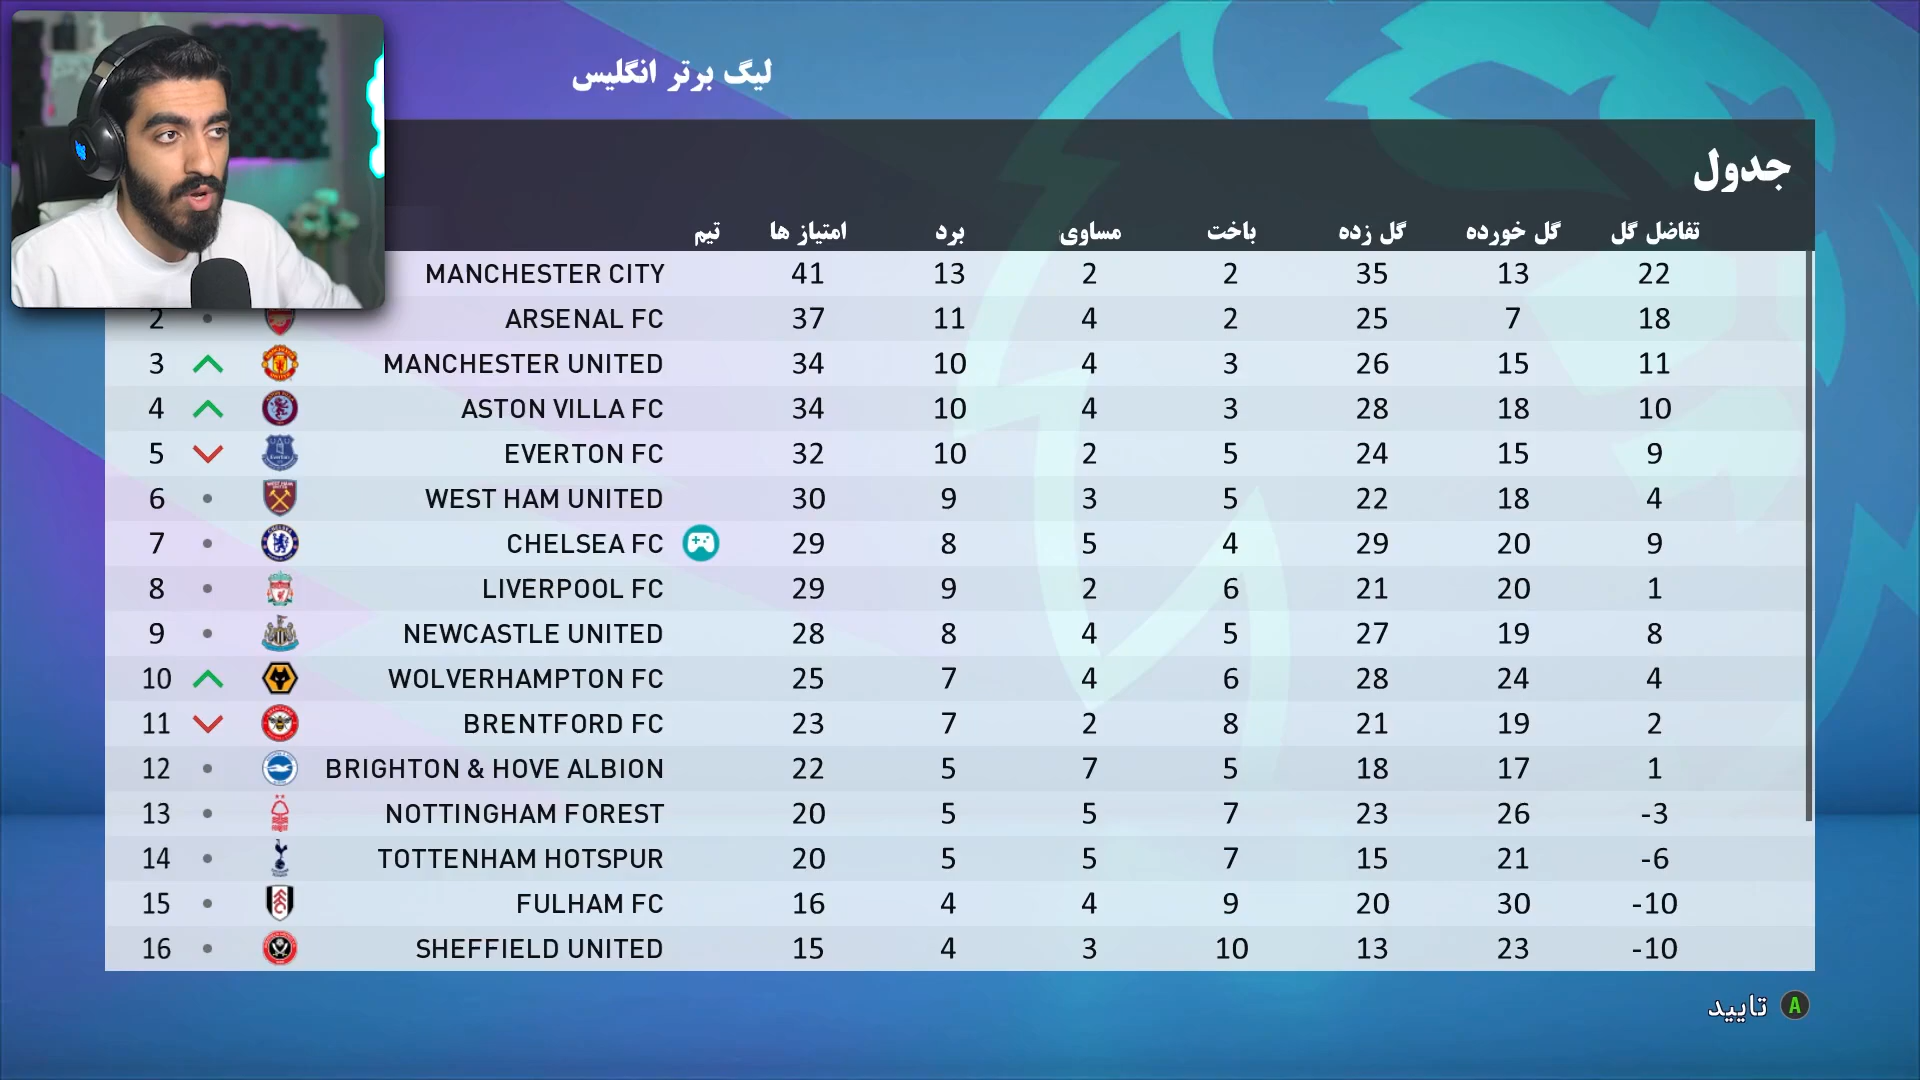 لیگ برتر انگلیس
جدول
تیم امتیاز ها برد مساوی باخت گل زده گل خورده تفاضل گل
MANCHESTER CITY 41 13 2 2 35 13 22
2 ARSENAL FC 37 11 4 2 25 7 18
3 MANCHESTER UNITED 34 10 4 3 26 15 11
4 ASTON VILLA FC 34 10 4 3 28 18 10
5 EVERTON FC 32 10 2 5 24 15 9
6 WEST HAM UNITED 30 9 3 5 22 18 4
7 CHELSEA FC 29 8 5 4 29 20 9
8 LIVERPOOL FC 29 9 2 6 21 20 1
9 NEWCASTLE UNITED 28 8 4 5 27 19 8
10 WOLVERHAMPTON FC 25 7 4 6 28 24 4
11 BRENTFORD FC 23 7 2 8 21 19 2
12 BRIGHTON & HOVE ALBION 22 5 7 5 18 17 1
13 NOTTINGHAM FOREST 20 5 5 7 23 26 -3
14 TOTTENHAM HOTSPUR 20 5 5 7 15 21 -6
15 FULHAM FC 16 4 4 9 20 30 -10
16 SHEFFIELD UNITED 15 4 3 10 13 23 -10
تایید A